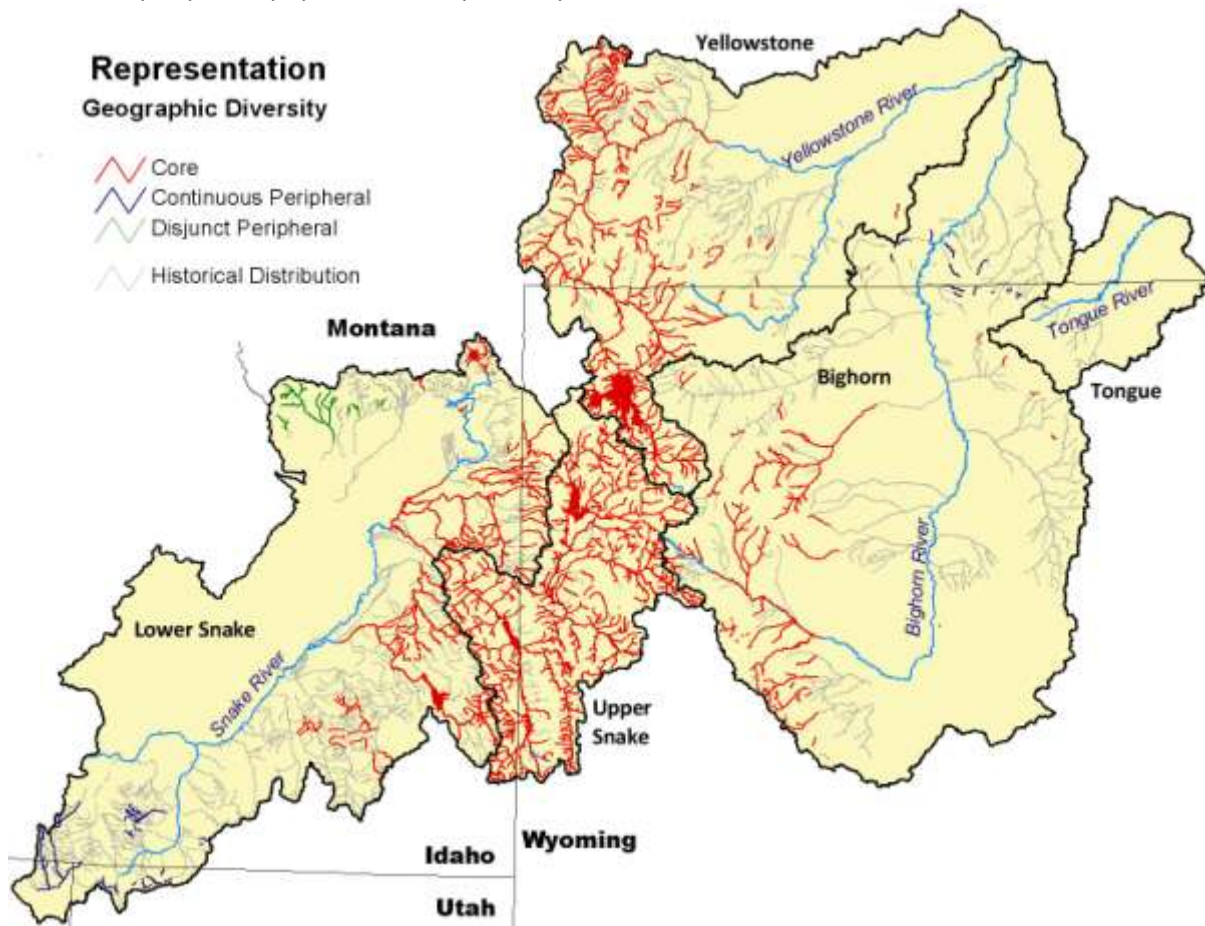 Representation
Geographic Diversity
Core
Continuous Peripheral
Disjunct Peripheral
Historical Distribution
Yellowstone
Yellowstone River
Montana
Bighorn
Tongue River
Tongue
Lower Snake
Snake River
Bighorn River
Upper
Snake
Idaho
Wyoming
Utah